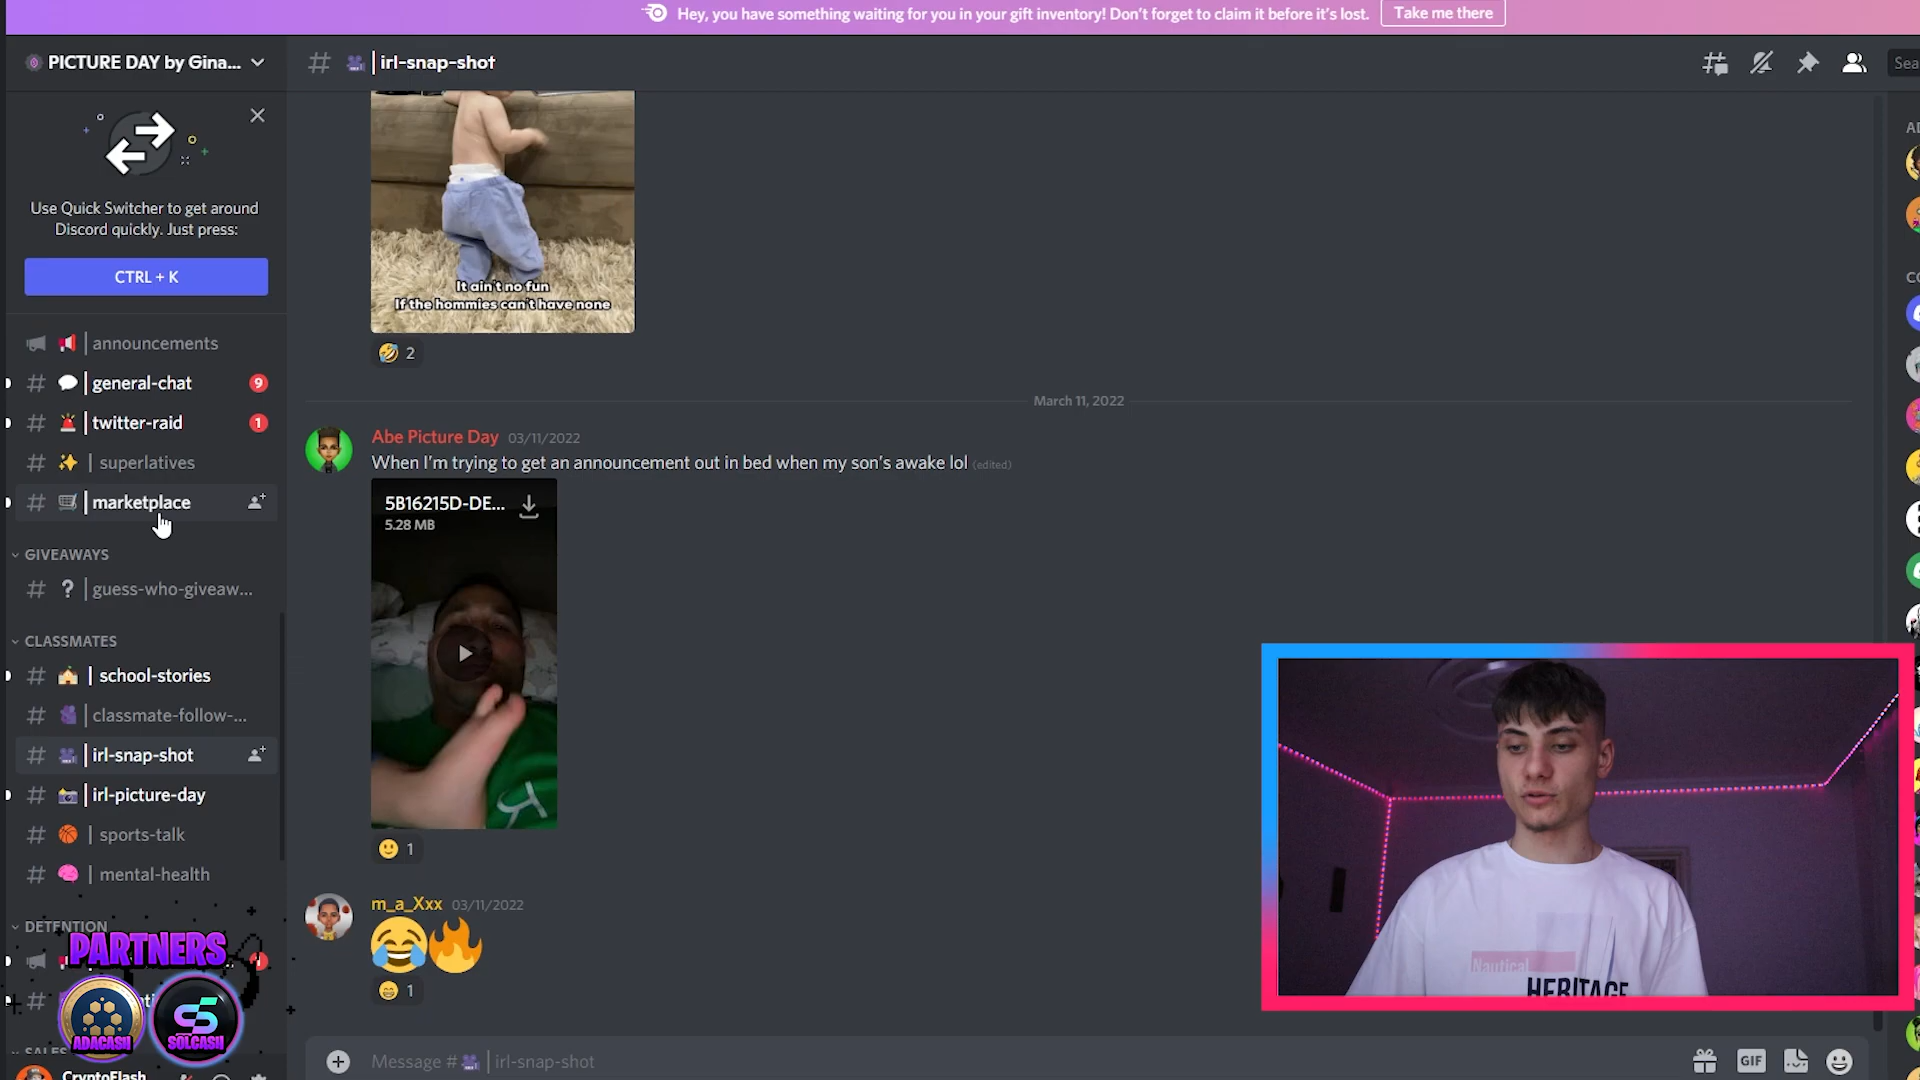 Hey, you have something waiting for you in your gift inventory! Don't forget to claim it before it's lost.
Take me there
PICTURE DAY by Gina...
irl-snap-shot
Use Quick Switcher to get around
Discord quickly. Just press:
CTRL + K
announcements
general-chat
9
twitter-raid
1
superlatives
marketplace
GIVEAWAYS
guess-who-giveaw...
CLASSMATES
school-stories
classmate-follow-...
irl-snap-shot
irl-picture-day
sports-talk
mental-health
DETENTION
PARTNERS
ADACASH
SOLCASH
CryptoFlash
It ain't no fun
If the hommies can't have none
2
March 11, 2022
Abe Picture Day 03/11/2022
When I'm trying to get an announcement out in bed when my son's awake lol (edited)
5B16215D-DE...
5.28 MB
1
m_a_Xxx 03/11/2022
1
Message # | irl-snap-shot
GIF
Nautical
HERITAGE